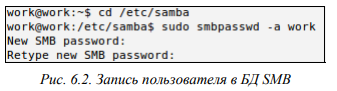 work@work:~$ cd /etc/samba
work@work:/etc/samba$ sudo smbpasswd -a work
New SMB password:
Retype new SMB password:
Рис. 6.2. Запись пользователя в БД SMB